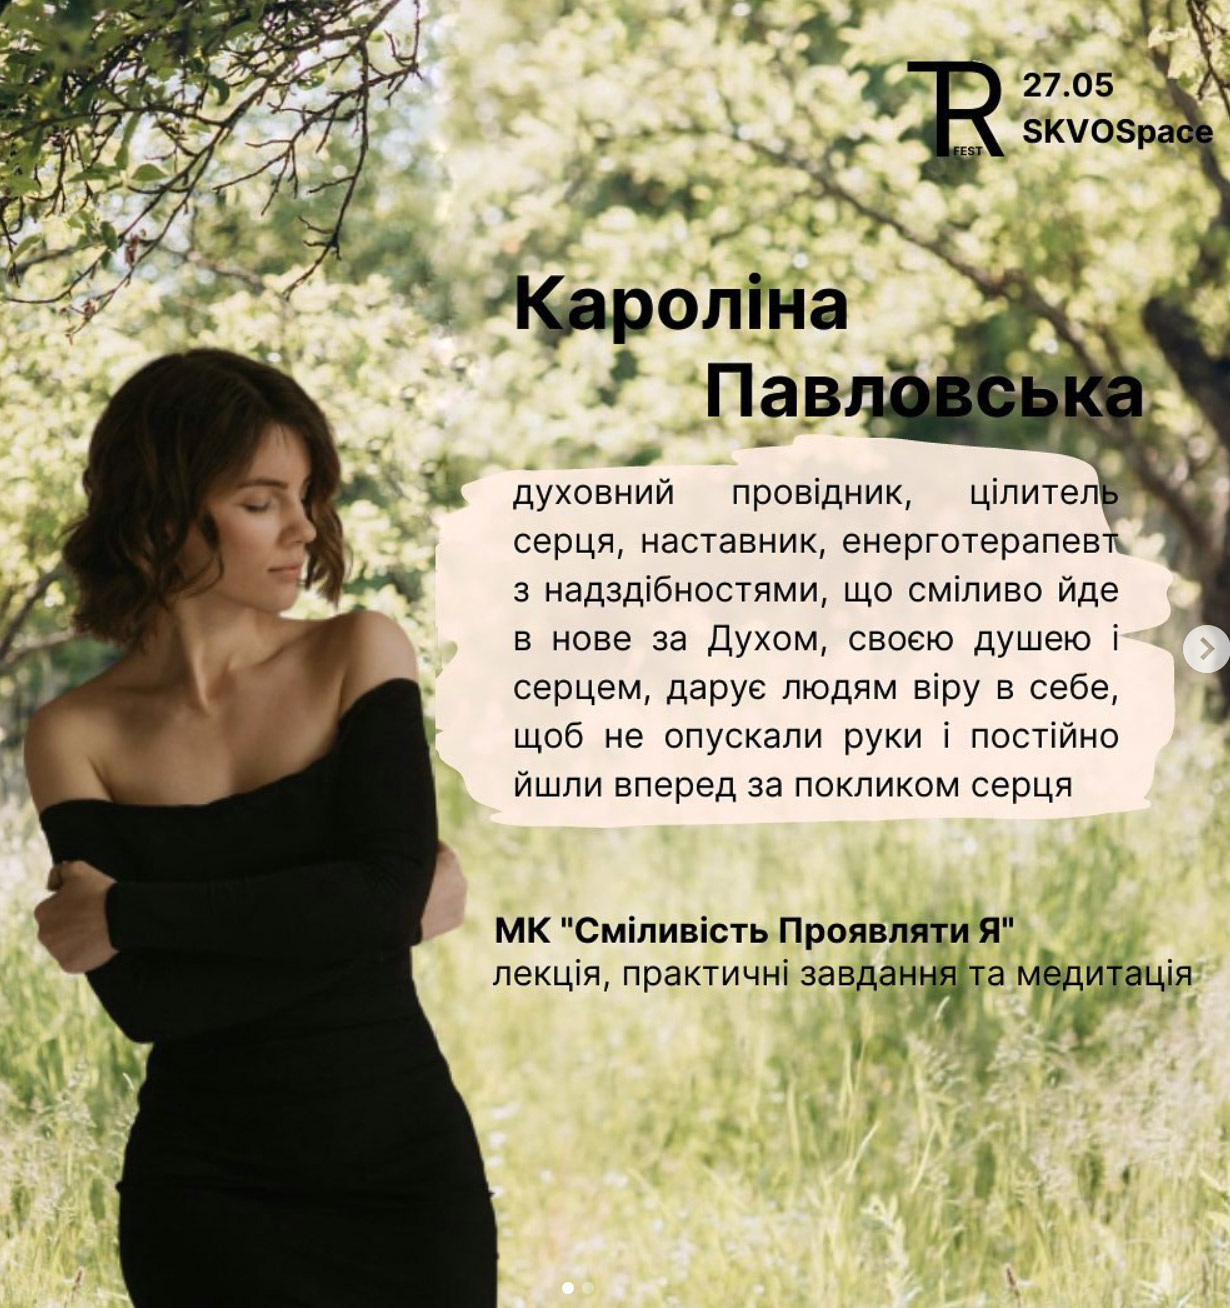 TR
FEST
27.05
SKVOSpace
Кароліна
Павловська
духовний провідник, цілитель
серця, наставник, енерготерапевт
з надздібностями, що сміливо йде
в нове за Духом, своєю душею і
серцем, дарує людям віру в себе,
щоб не опускали руки і постійно
йшли вперед за покликом серця
МК "Сміливість Проявляти Я"
лекція, практичні завдання та медитація